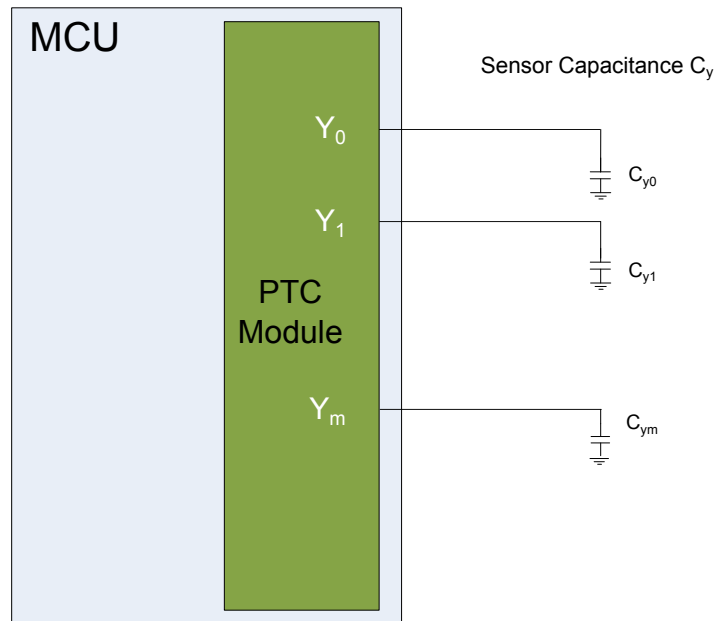 MCU
Sensor Capacitance Cy
Y0
Cy0
Y1
Cy1
PTC
Module
Ym
Cym